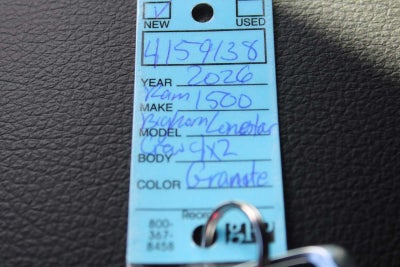 ✓
NEW USED
4159138
YEAR 2026
Ram 1500
MAKE
Bighorn Lonestar
MODEL
Crew 4x2
BODY
COLOR Granite
Reor
800-
367-
8458